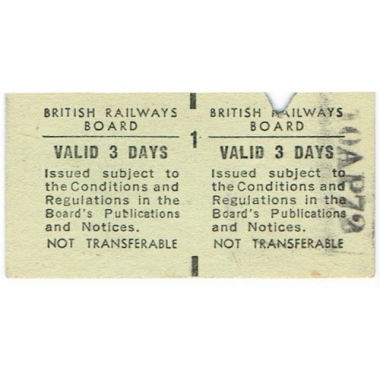 BRITISH RAILWAYS
BOARD
VALID 3 DAYS
Issued subject to
the Conditions and
Regulations in the
Board's Publications
and Notices.
NOT TRANSFERABLE
1
BRITISH RAILWAYS
BOARD
VALID 3 DAYS
Issued subject to
the Conditions and
Regulations in the
Board's Publications
and Notices.
NOT TRANSFERABLE
10AP72